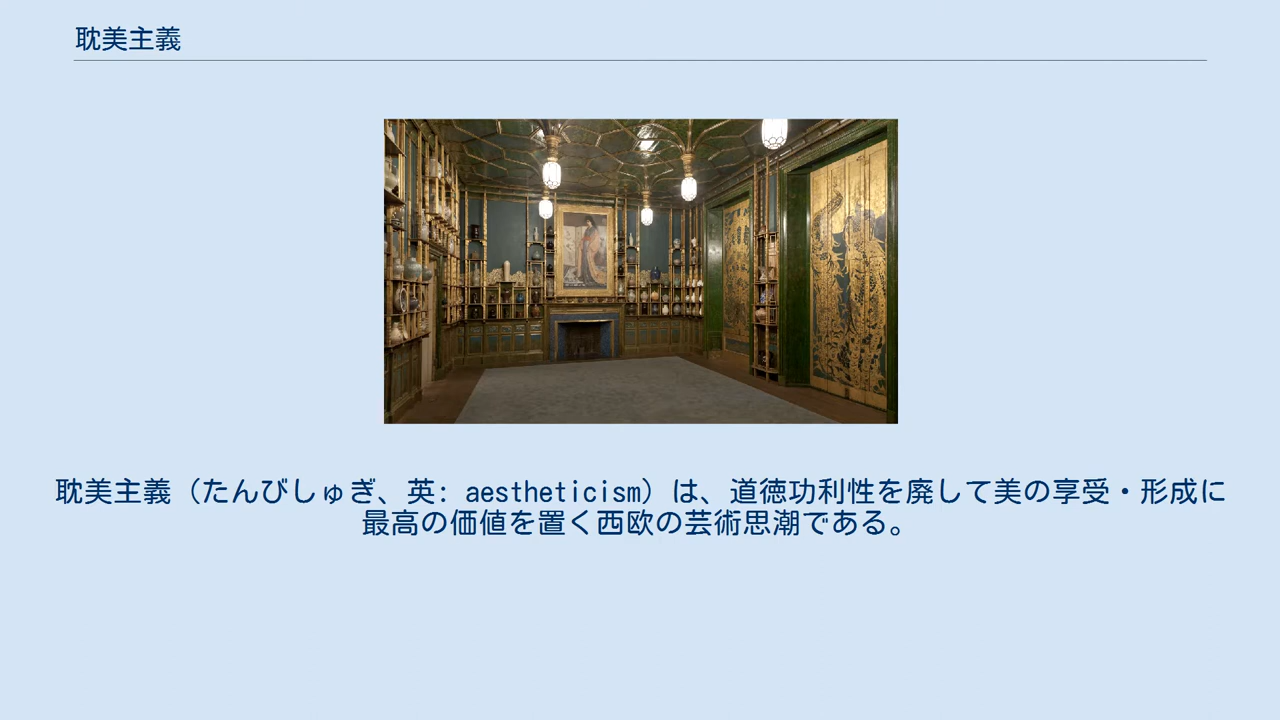 耽美主義
耽美主義（たんびしゅぎ、英: aestheticism）は、道徳功利性を廃して美の享受・形成に
最高の価値を置く西欧の芸術思潮である。